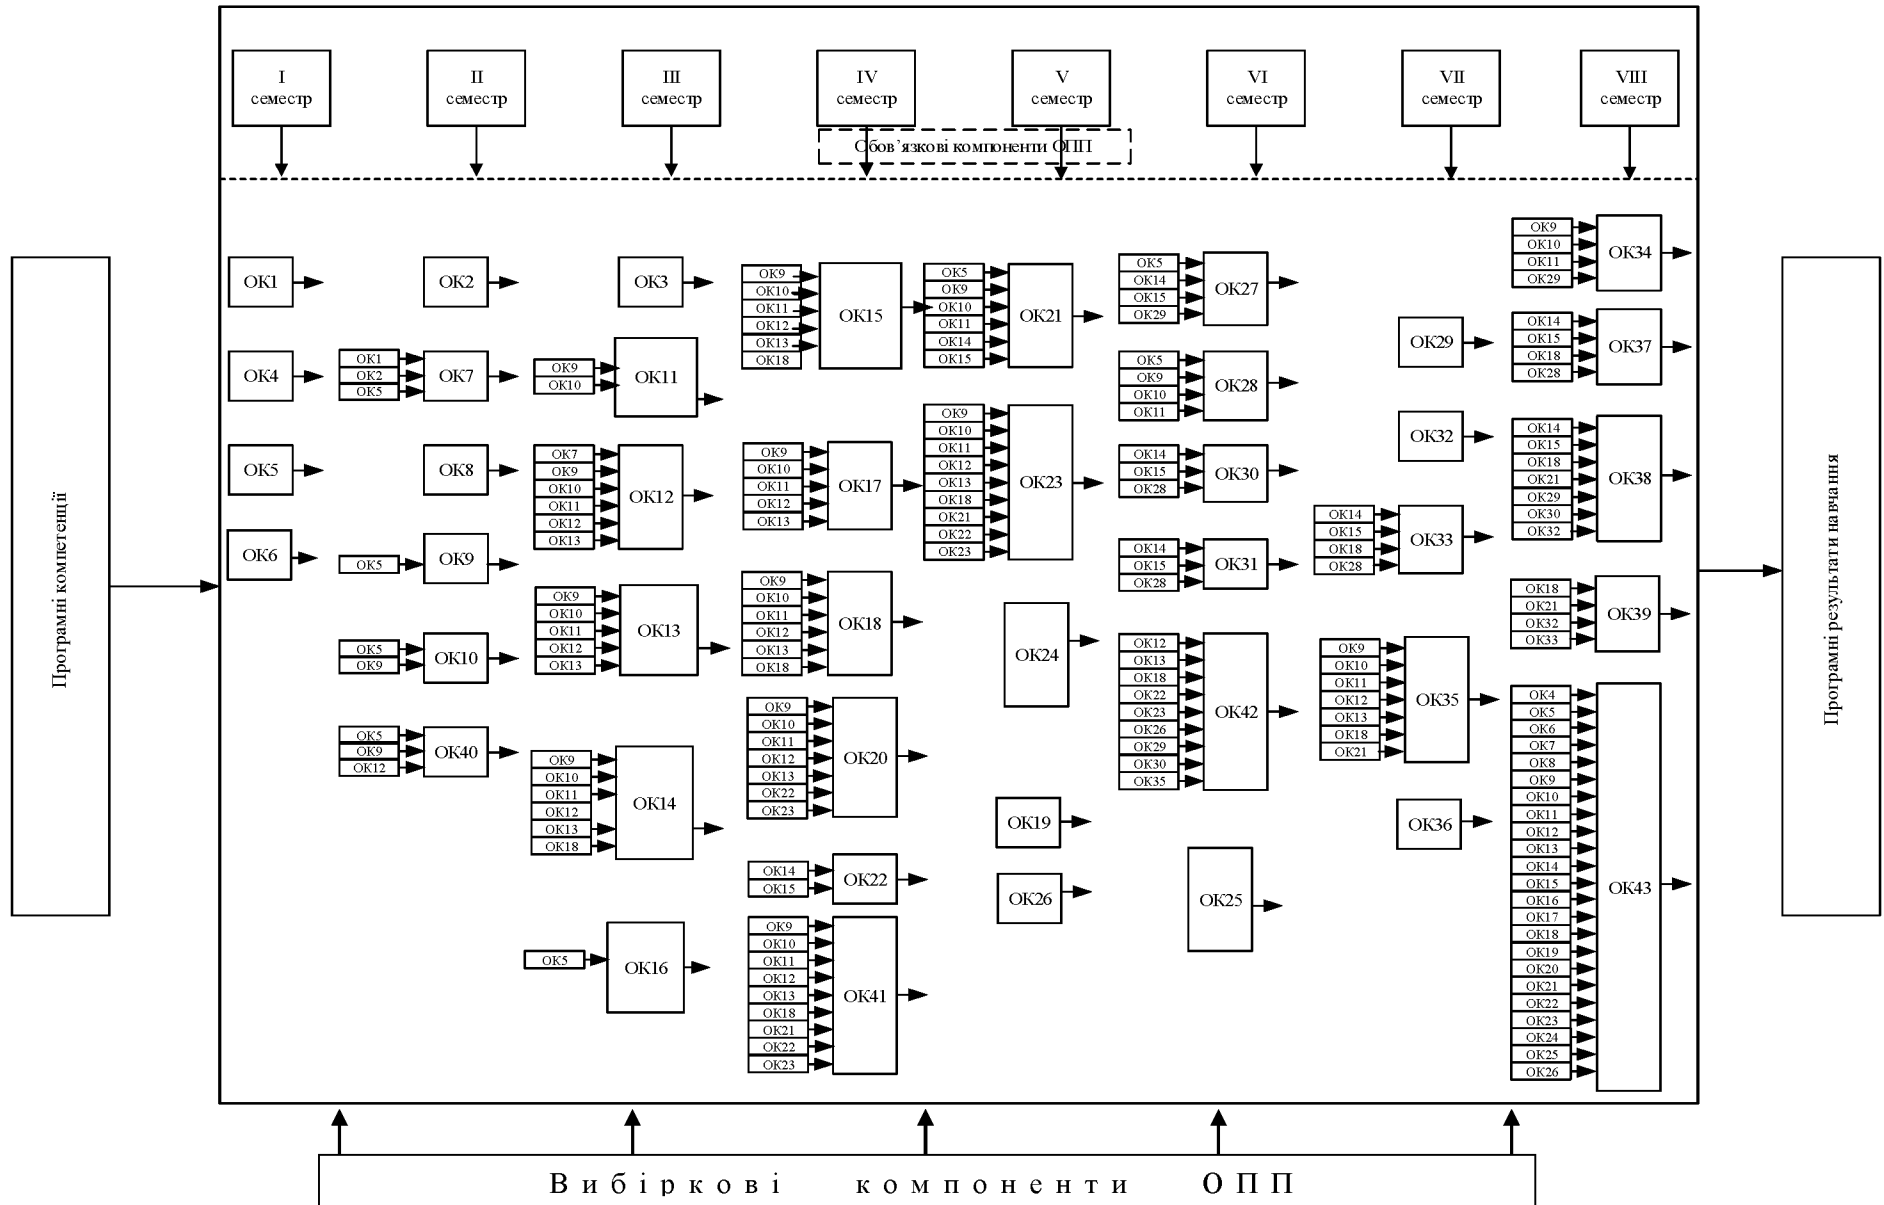 I
семестр
II
семестр
III
семестр
IV
семестр
V
семестр
VI
семестр
VII
семестр
VIII
семестр
Обов’язкові компоненти ОПП
Програмні компетенції
ОК1
ОК4
ОК5
ОК6
ОК2
ОК1
ОК2
ОК5
ОК7
ОК8
ОК5
ОК9
ОК5
ОК9
ОК10
ОК5
ОК9
ОК12
ОК40
ОК3
ОК9
ОК10
ОК11
ОК7
ОК9
ОК10
ОК11
ОК12
ОК13
ОК12
ОК9
ОК10
ОК11
ОК12
ОК13
ОК13
ОК9
ОК10
ОК11
ОК12
ОК13
ОК18
ОК14
ОК5
ОК16
ОК9
ОК10
ОК11
ОК12
ОК13
ОК18
ОК15
ОК9
ОК10
ОК11
ОК12
ОК13
ОК17
ОК9
ОК10
ОК11
ОК12
ОК13
ОК18
ОК18
ОК9
ОК10
ОК11
ОК12
ОК13
ОК22
ОК23
ОК20
ОК14
ОК15
ОК22
ОК9
ОК10
ОК11
ОК12
ОК13
ОК18
ОК21
ОК22
ОК23
ОК41
ОК5
ОК9
ОК10
ОК11
ОК14
ОК15
ОК21
ОК9
ОК10
ОК11
ОК12
ОК13
ОК18
ОК21
ОК22
ОК23
ОК23
ОК24
ОК19
ОК26
ОК5
ОК14
ОК15
ОК29
ОК27
ОК5
ОК9
ОК10
ОК11
ОК28
ОК14
ОК15
ОК28
ОК30
ОК14
ОК15
ОК28
ОК31
ОК12
ОК13
ОК18
ОК22
ОК23
ОК26
ОК29
ОК30
ОК35
ОК42
ОК25
ОК29
ОК32
ОК14
ОК15
ОК18
ОК28
ОК33
ОК9
ОК10
ОК11
ОК12
ОК13
ОК18
ОК21
ОК35
ОК36
ОК9
ОК10
ОК11
ОК29
ОК34
ОК14
ОК15
ОК18
ОК28
ОК37
ОК14
ОК15
ОК18
ОК21
ОК29
ОК30
ОК32
ОК38
ОК18
ОК21
ОК32
ОК33
ОК39
ОК4
ОК5
ОК6
ОК7
ОК8
ОК9
ОК10
ОК11
ОК12
ОК13
ОК14
ОК15
ОК16
ОК17
ОК18
ОК19
ОК20
ОК21
ОК22
ОК23
ОК24
ОК25
ОК26
ОК43
Програмні результати навчання
Вибіркові компоненти ОПП